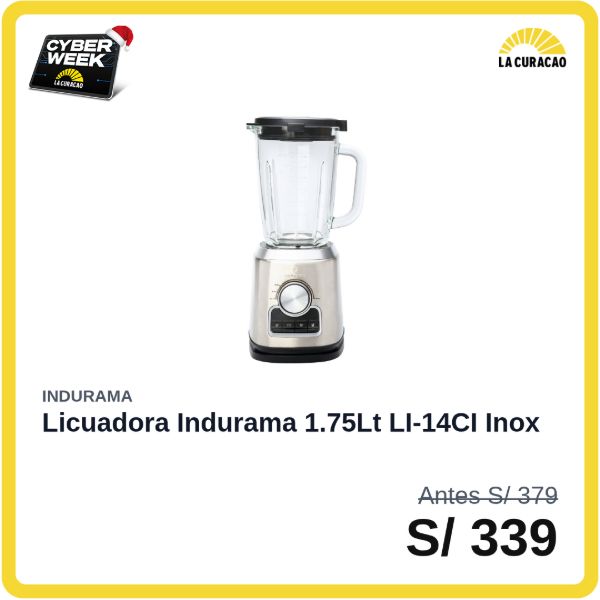 CYBER
WEEK
LA CURACAO
LA CURACAO
INDURAMA
Licuadora Indurama 1.75Lt LI-14CI Inox
Antes S/ 379
S/ 339